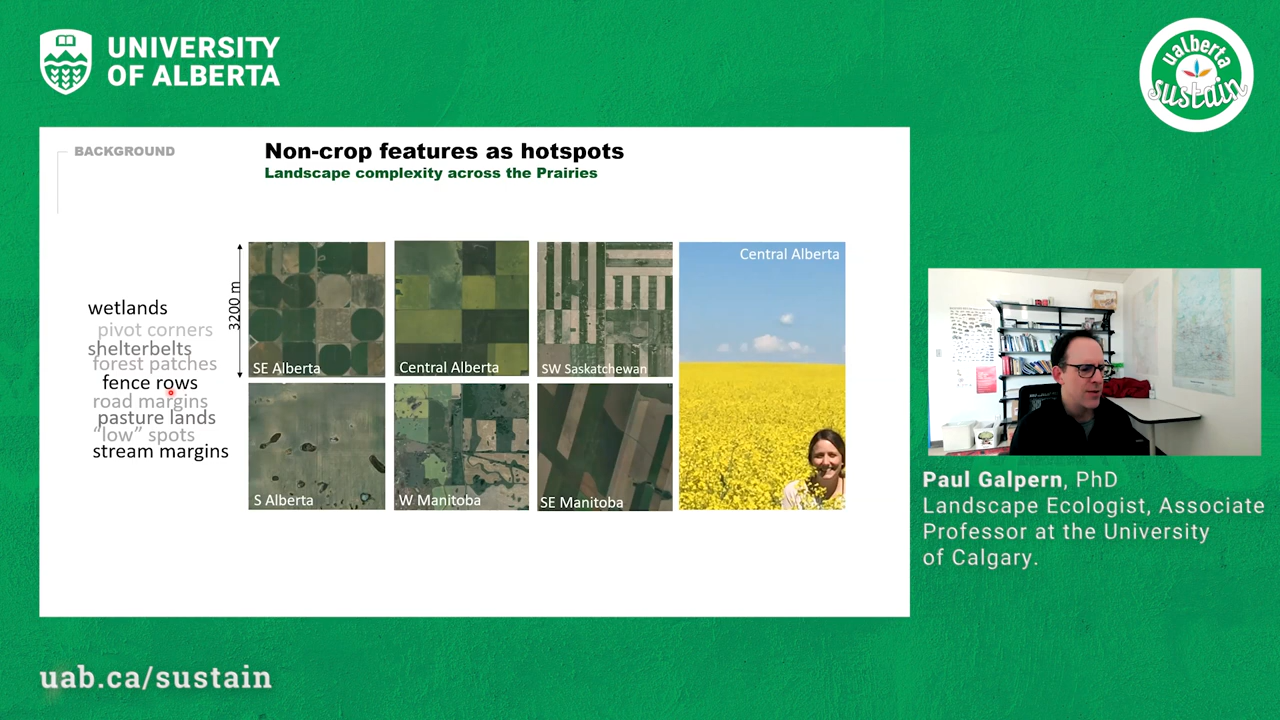 UNIVERSITY
OF ALBERTA
ualberta
sustain
BACKGROUND
Non-crop features as hotspots
Landscape complexity across the Prairies
wetlands
pivot corners
shelterbelts
forest patches
fence rows
road margins
pasture lands
“low” spots
stream margins
3200 m
SE Alberta
Central Alberta
SW Saskatchewan
Central Alberta
S Alberta
W Manitoba
SE Manitoba
Paul Galpern, PhD
Landscape Ecologist, Associate
Professor at the University
of Calgary.
uab.ca/sustain